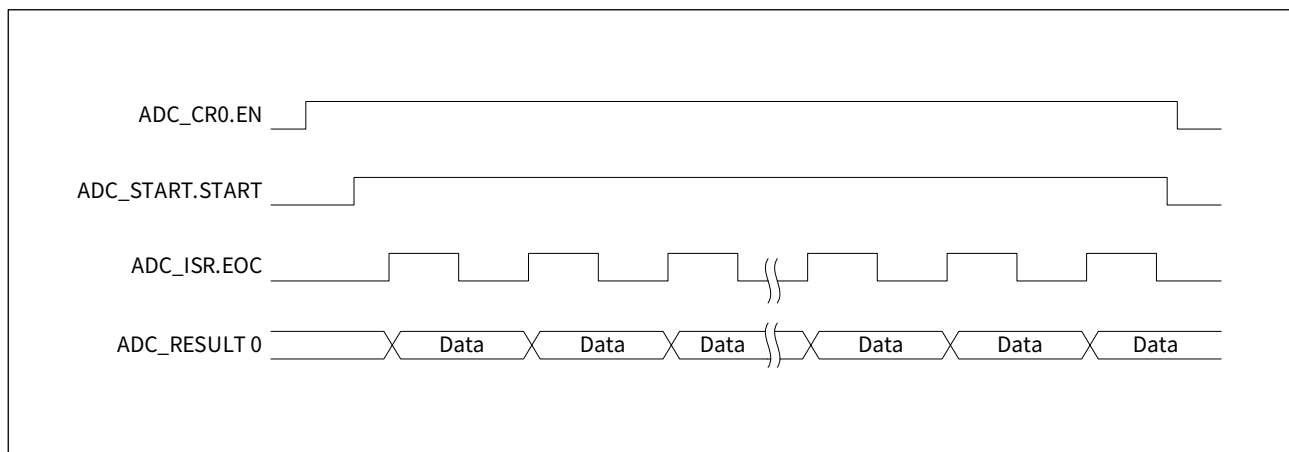 ADC_CR0.EN
ADC_START.START
ADC_ISR.EOC
ADC_RESULT 0 Data Data Data Data Data Data